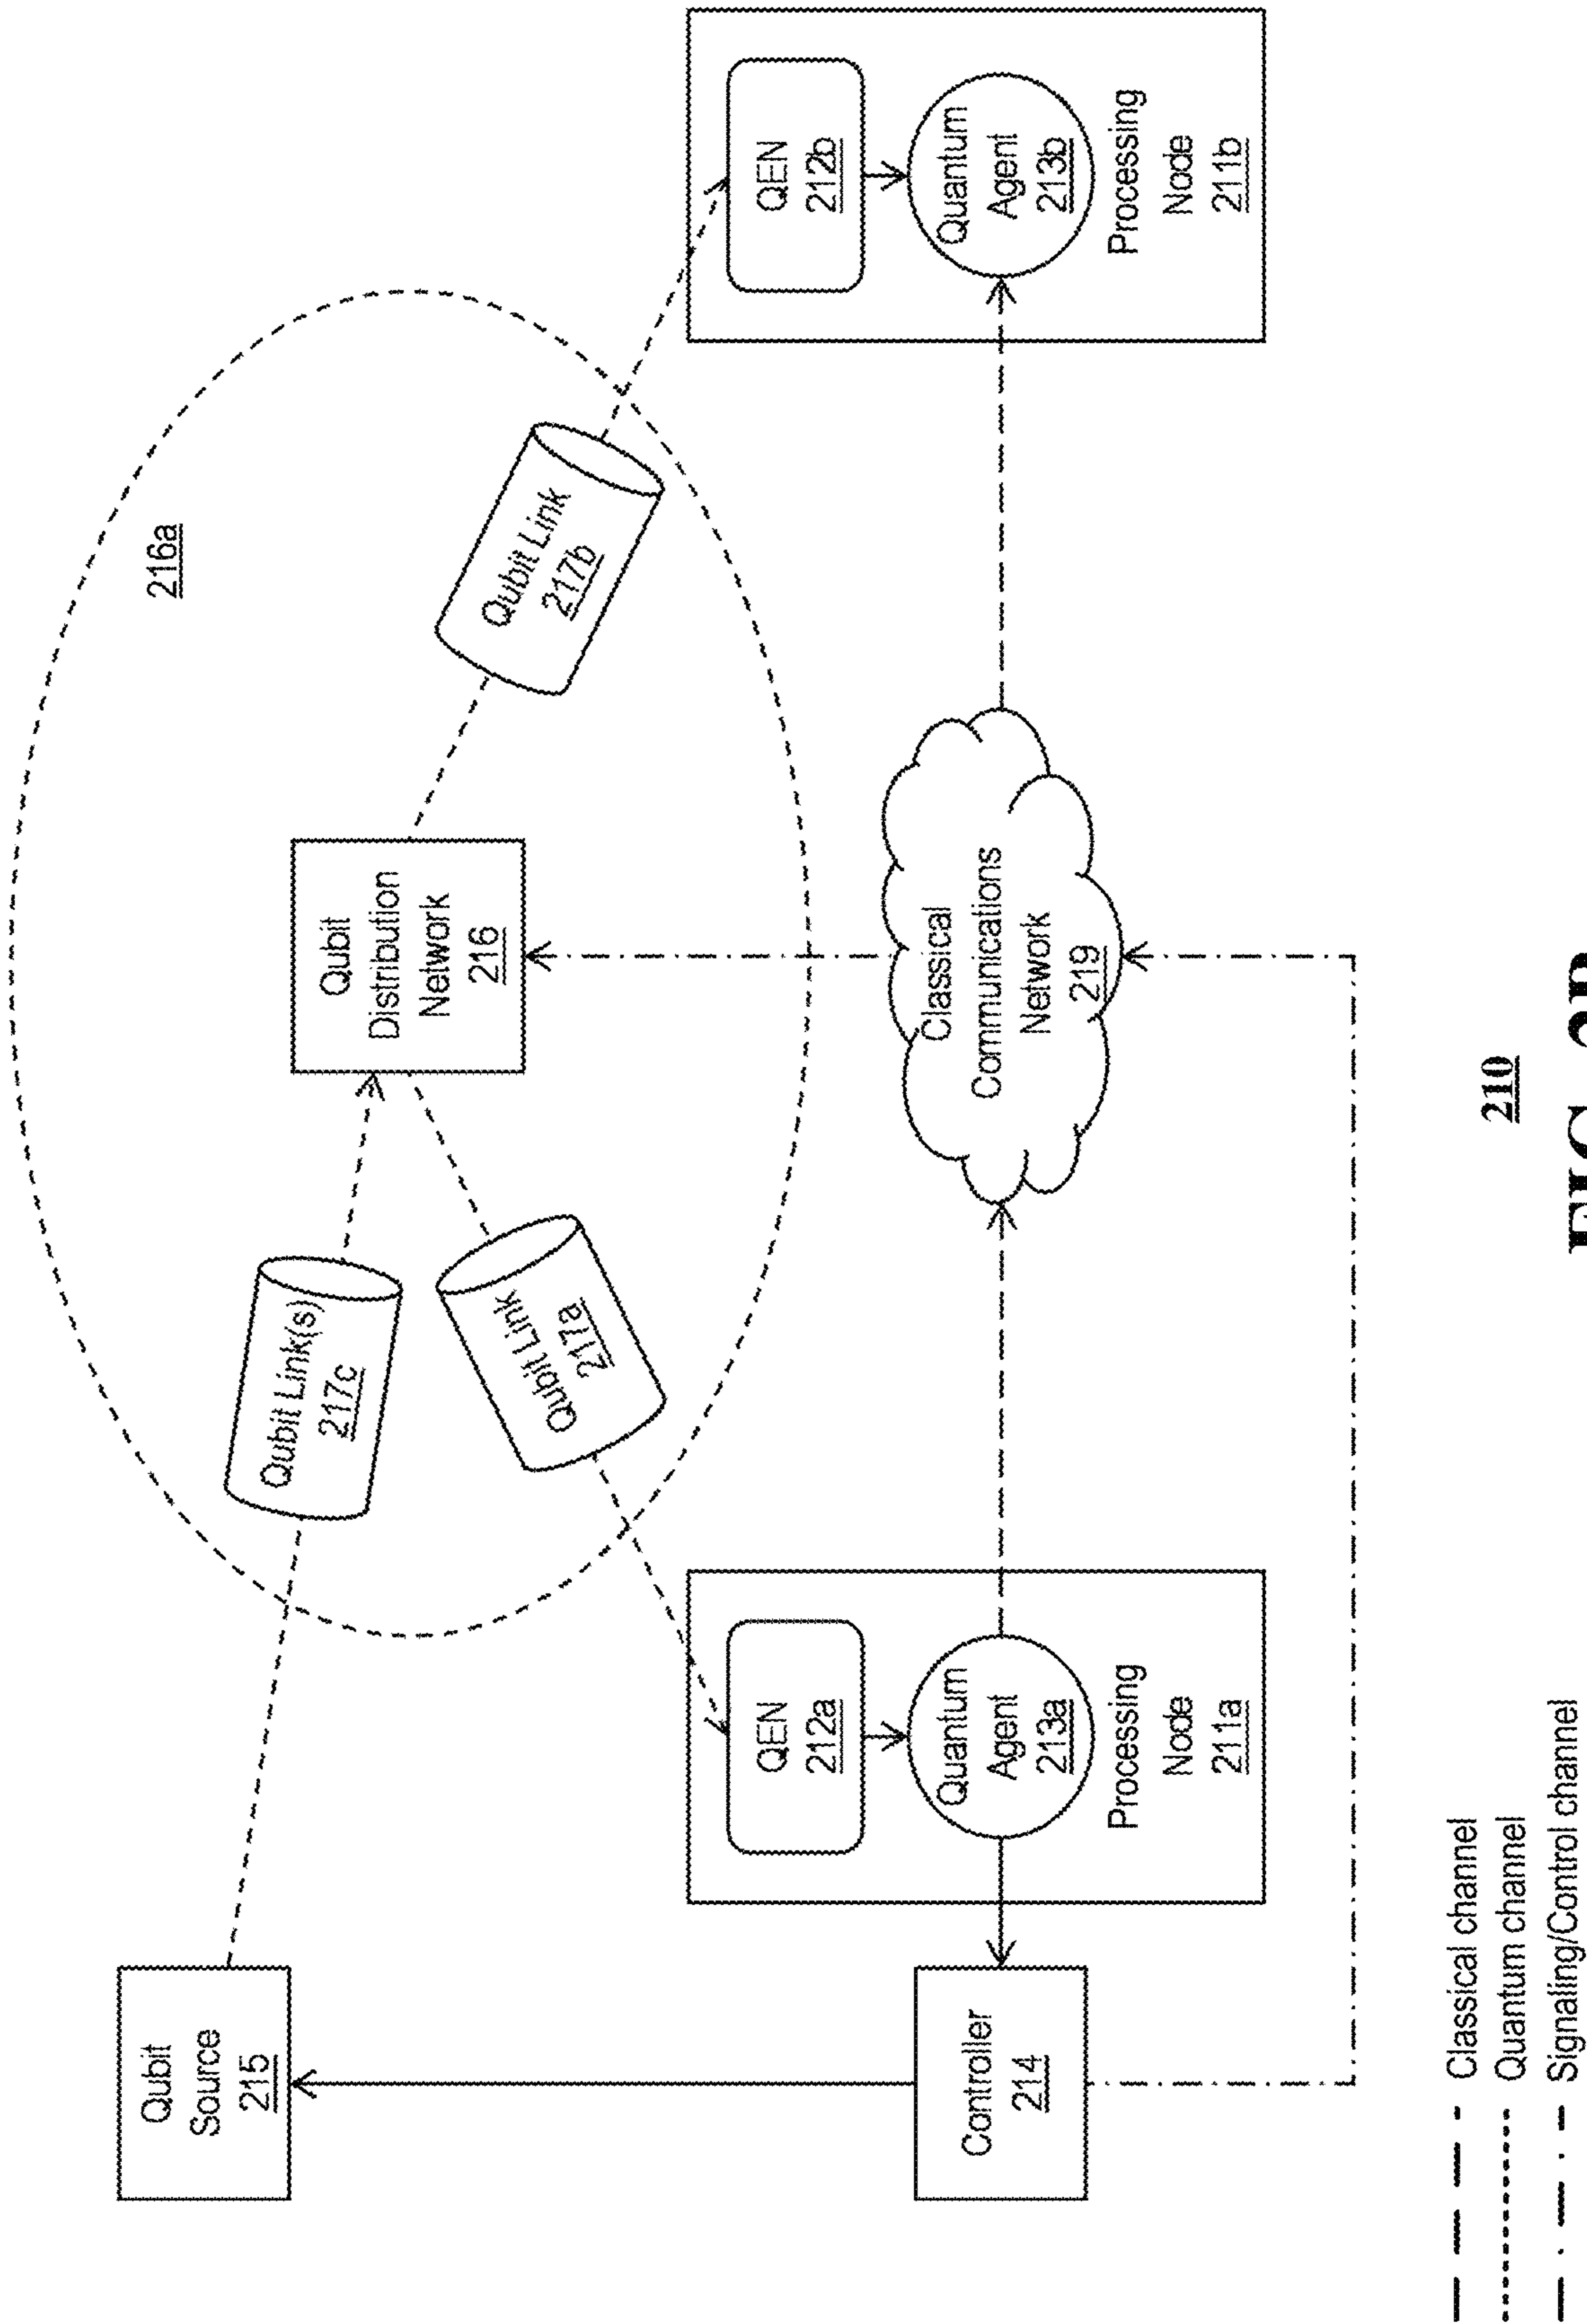 216a
Qubit
Source
215
Qubit Link(s)
217c
Qubit Link
217a
Qubit
Distribution
Network
216
Qubit Link
217b
QEN
212a
Quantum
Agent
213a
Processing
Node
211a
QEN
212b
Quantum
Agent
213b
Processing
Node
211b
Controller
214
Classical
Communications
Network
219
Classical channel
Quantum channel
Signaling/Control channel
210